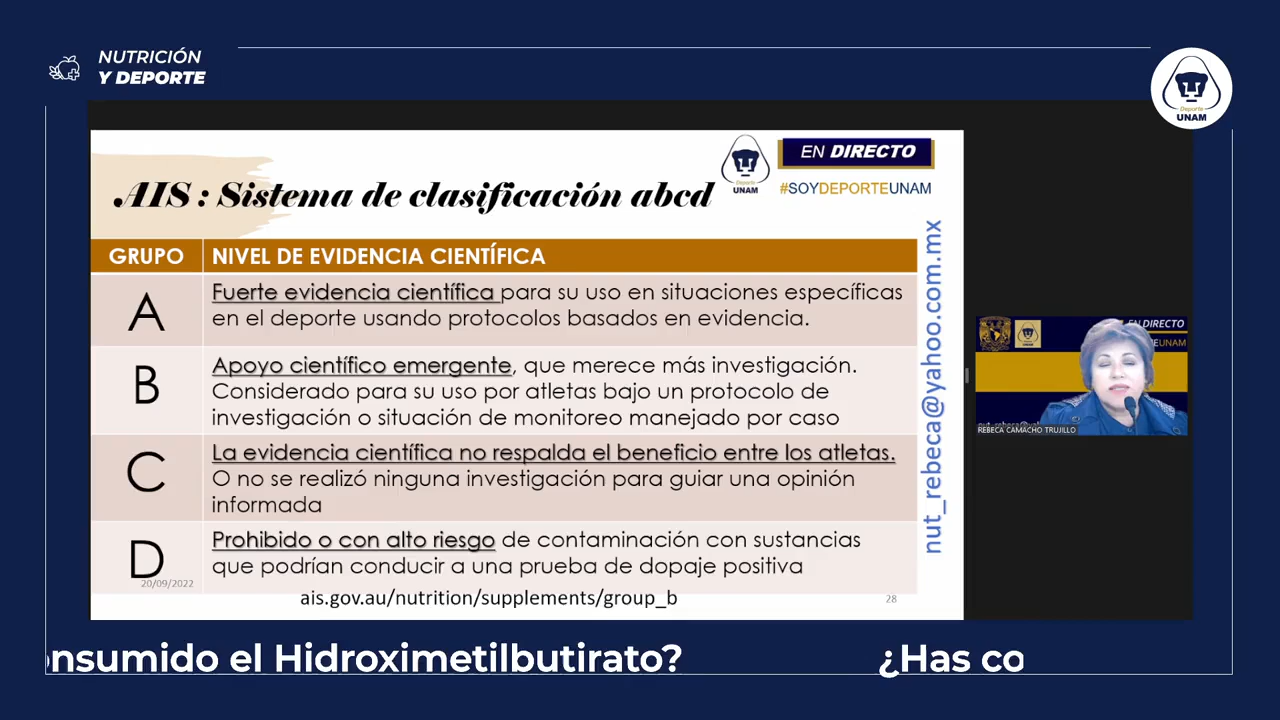 NUTRICIÓN
Y DEPORTE
Deporte
UNAM
AIS : Sistema de clasificación abcd
Deporte
UNAM
EN DIRECTO
#SOYDEPORTEUNAM
GRUPO NIVEL DE EVIDENCIA CIENTÍFICA
A
Fuerte evidencia científica para su uso en situaciones específicas
en el deporte usando protocolos basados en evidencia.
B
Apoyo científico emergente, que merece más investigación.
Considerado para su uso por atletas bajo un protocolo de
investigación o situación de monitoreo manejado por caso
C
La evidencia científica no respalda el beneficio entre los atletas.
O no se realizó ninguna investigación para guiar una opinión
informada
D
Prohibido o con alto riesgo de contaminación con sustancias
que podrían conducir a una prueba de dopaje positiva
20/09/2022
ais.gov.au/nutrition/supplements/group_b
28
nut_rebeca@yahoo.com.mx
EN DIRECTO
UNAM
REBECA CAMACHO TRUJILLO
onsumido el Hidroximetilbutirato? ¿Has co